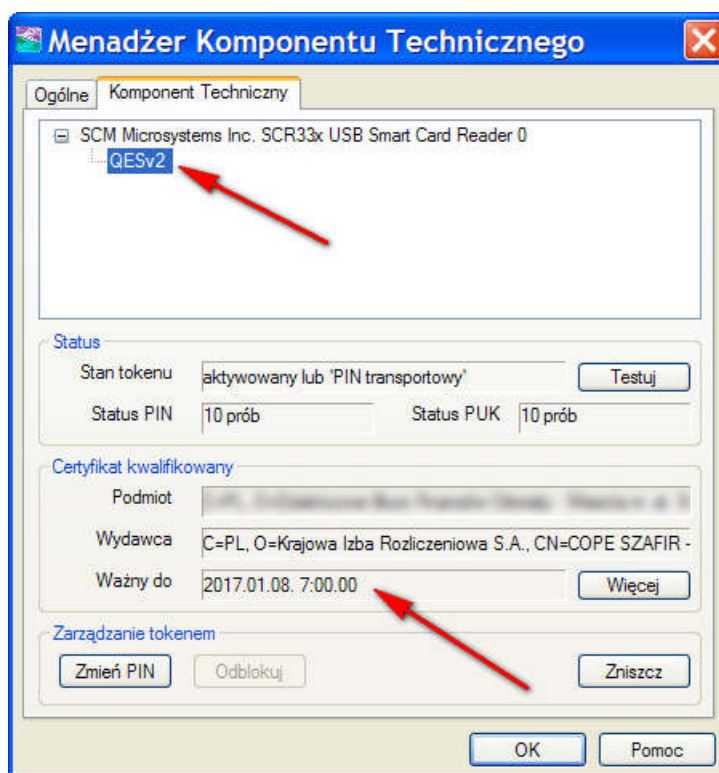 Menadżer Komponentu Technicznego
Ogólne Komponent Techniczny
SCM Microsystems Inc. SCR33x USB Smart Card Reader 0
QESv2
Status
Stan tokenu aktywowany lub 'PIN transportowy' Testuj
Status PIN 10 prób Status PUK 10 prób
Certyfikat kwalifikowany
Podmiot
Wydawca C=PL, O=Krajowa Izba Rozliczeniowa S.A., CN=COPE SZAFIR -
Ważny do 2017.01.08. 7:00.00 Więcej
Zarządzanie tokenem
Zmień PIN Odblokuj Zniszcz
OK Pomoc